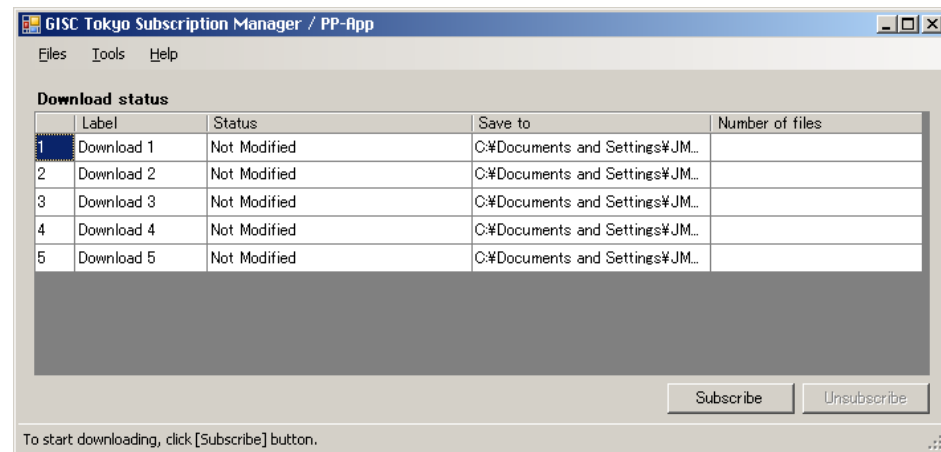 GISC Tokyo Subscription Manager / PP-App
Files Tools Help
Download status
Label Status Save to Number of files
1 Download 1 Not Modified C:¥Documents and Settings¥JM...
2 Download 2 Not Modified C:¥Documents and Settings¥JM...
3 Download 3 Not Modified C:¥Documents and Settings¥JM...
4 Download 4 Not Modified C:¥Documents and Settings¥JM...
5 Download 5 Not Modified C:¥Documents and Settings¥JM...
Subscribe Unsubscribe
To start downloading, click [Subscribe] button.